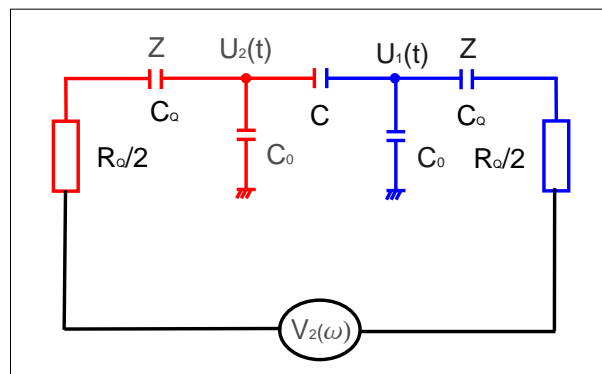 Z U₂(t) U₁(t) Z
C_Q C C_Q
R_Q/2 C₀ C₀ R_Q/2
V₂(ω)